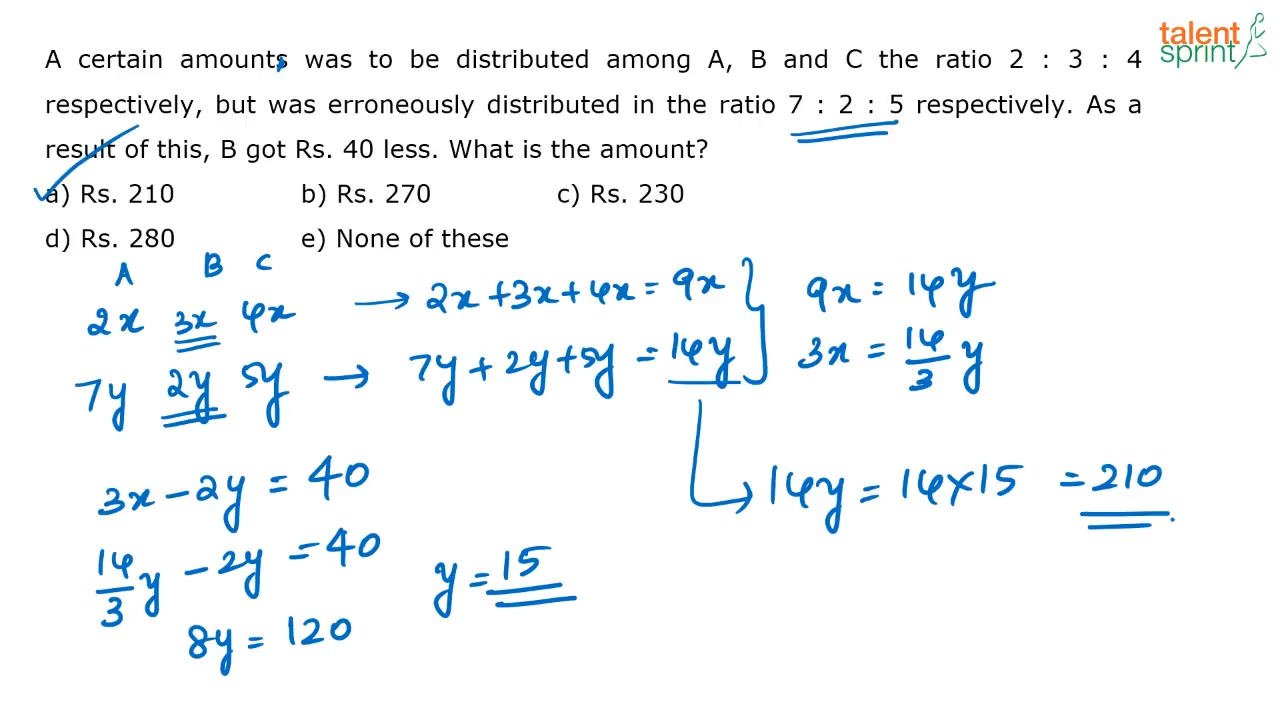 talent
sprint
A certain amounts was to be distributed among A, B and C the ratio 2 : 3 : 4
respectively, but was erroneously distributed in the ratio 7 : 2 : 5 respectively. As a
result of this, B got Rs. 40 less. What is the amount?
a) Rs. 210 b) Rs. 270 c) Rs. 230
d) Rs. 280 e) None of these
A B C
2x 3x 4x → 2x+3x+4x = 9x } 9x = 14y
7y 2y 5y → 7y+2y+5y = 14y 3x = 14/3 y
3x - 2y = 40
14y = 14×15 = 210
14/3 y - 2y = 40
y = 15
8y = 120